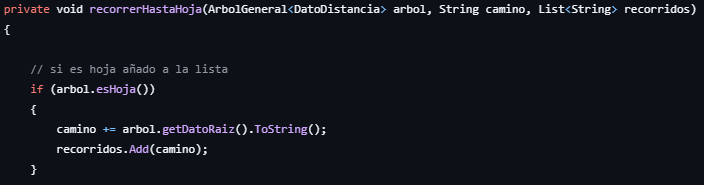 private void recorrerHastaHoja(ArbolGeneral<DatoDistancia> arbol, String camino, List<String> recorridos)
{
// si es hoja añado a la lista
if (arbol.esHoja())
{
camino += arbol.getDatoRaiz().ToString();
recorridos.Add(camino);
}